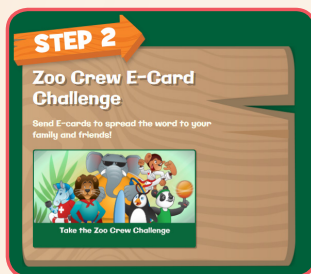 STEP 2
Zoo Crew E-Card
Challenge
Send E-cards to spread the word to your
family and friends!
Take the Zoo Crew Challenge